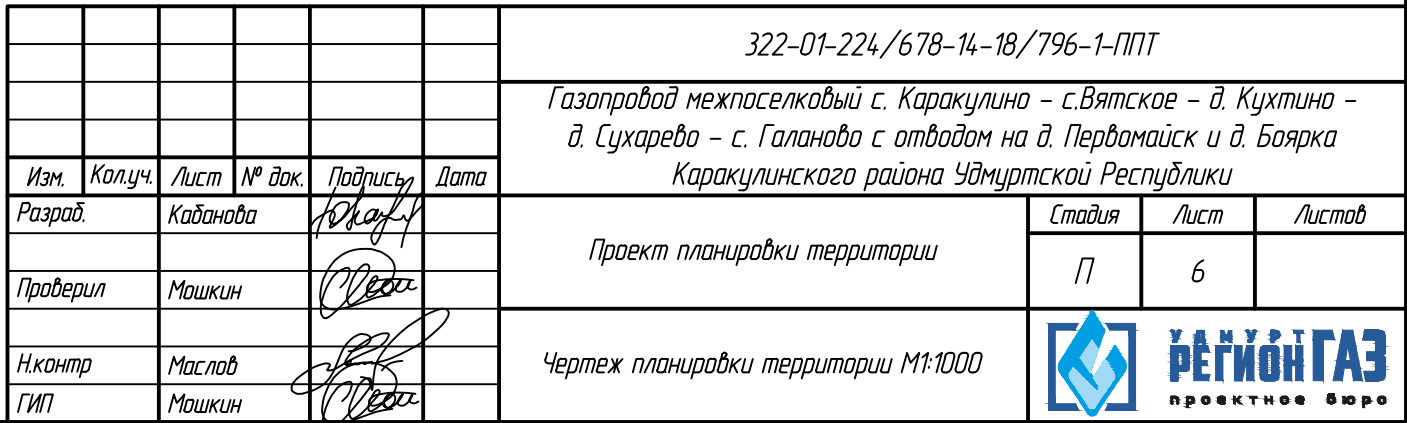 322-01-224/678-14-18/796-1-ППТ
Газопровод межпоселковый с. Каракулино - с.Вятское - д. Кухтино -
д. Сухарево - с. Галаново с отводом на д. Первомайск и д. Боярка
Каракулинского района Удмуртской Республики
Изм. Кол.уч. Лист № док. Подпись Дата
Разраб. Кабанова
Проверил Мошкин
Н.контр Маслов
ГИП Мошкин
Проект планировки территории
Стадия Лист Листов
П 6
Чертеж планировки территории М1:1000
УДМУРТ
РЕГИОНГАЗ
проектное бюро